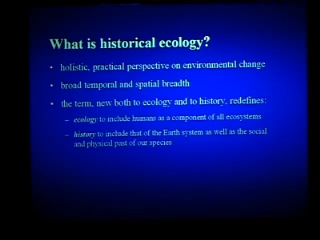 What is historical ecology?
• holistic, practical perspective on environmental change
• broad temporal and spatial breadth
• the term, new both to ecology and to history, redefines:
– ecology to include humans as a component of all ecosystems
– history to include that of the Earth system as well as the social
and physical past of our species